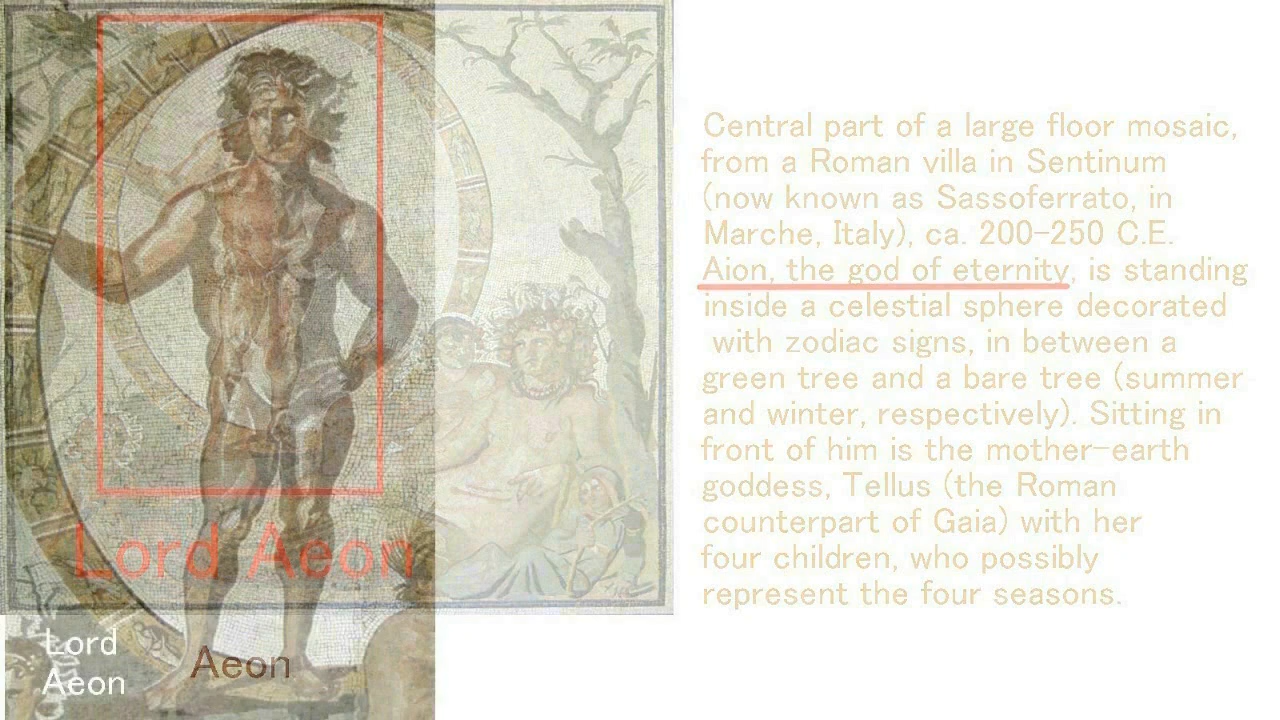 Lord Aeon
Lord
Aeon
Aeon
Central part of a large floor mosaic,
from a Roman villa in Sentinum
(now known as Sassoferrato, in
Marche, Italy), ca. 200-250 C.E.
Aion, the god of eternity, is standing
inside a celestial sphere decorated
with zodiac signs, in between a
green tree and a bare tree (summer
and winter, respectively). Sitting in
front of him is the mother-earth
goddess, Tellus (the Roman
counterpart of Gaia) with her
four children, who possibly
represent the four seasons.